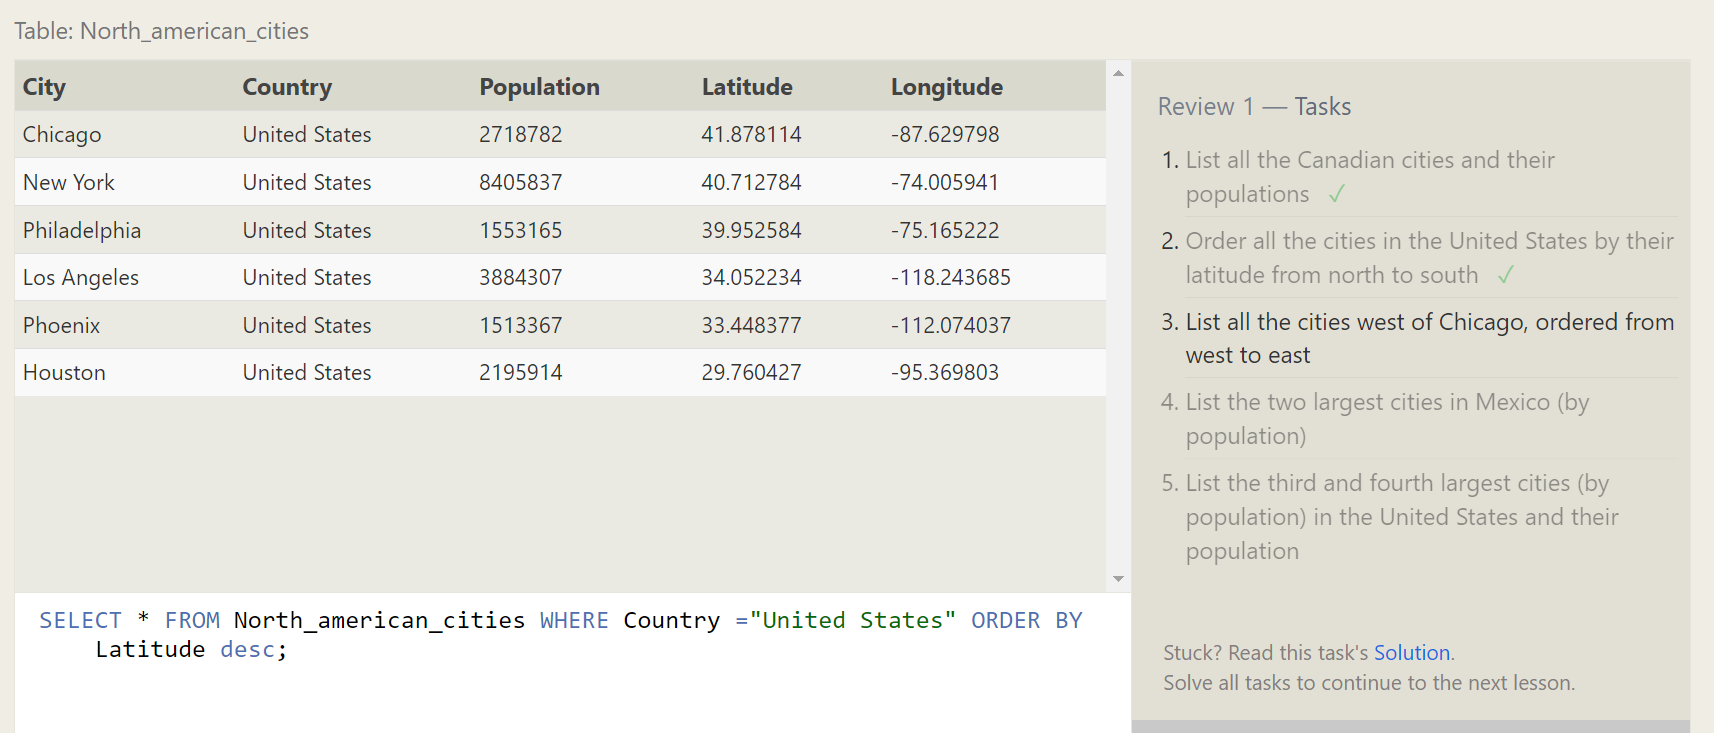 Table: North_american_cities
City Country Population Latitude Longitude
Chicago United States 2718782 41.878114 -87.629798
New York United States 8405837 40.712784 -74.005941
Philadelphia United States 1553165 39.952584 -75.165222
Los Angeles United States 3884307 34.052234 -118.243685
Phoenix United States 1513367 33.448377 -112.074037
Houston United States 2195914 29.760427 -95.369803
SELECT * FROM North_american_cities WHERE Country ="United States" ORDER BY
Latitude desc;
Review 1 — Tasks
1. List all the Canadian cities and their
populations ✓
2. Order all the cities in the United States by their
latitude from north to south ✓
3. List all the cities west of Chicago, ordered from
west to east
4. List the two largest cities in Mexico (by
population)
5. List the third and fourth largest cities (by
population) in the United States and their
population
Stuck? Read this task's Solution.
Solve all tasks to continue to the next lesson.